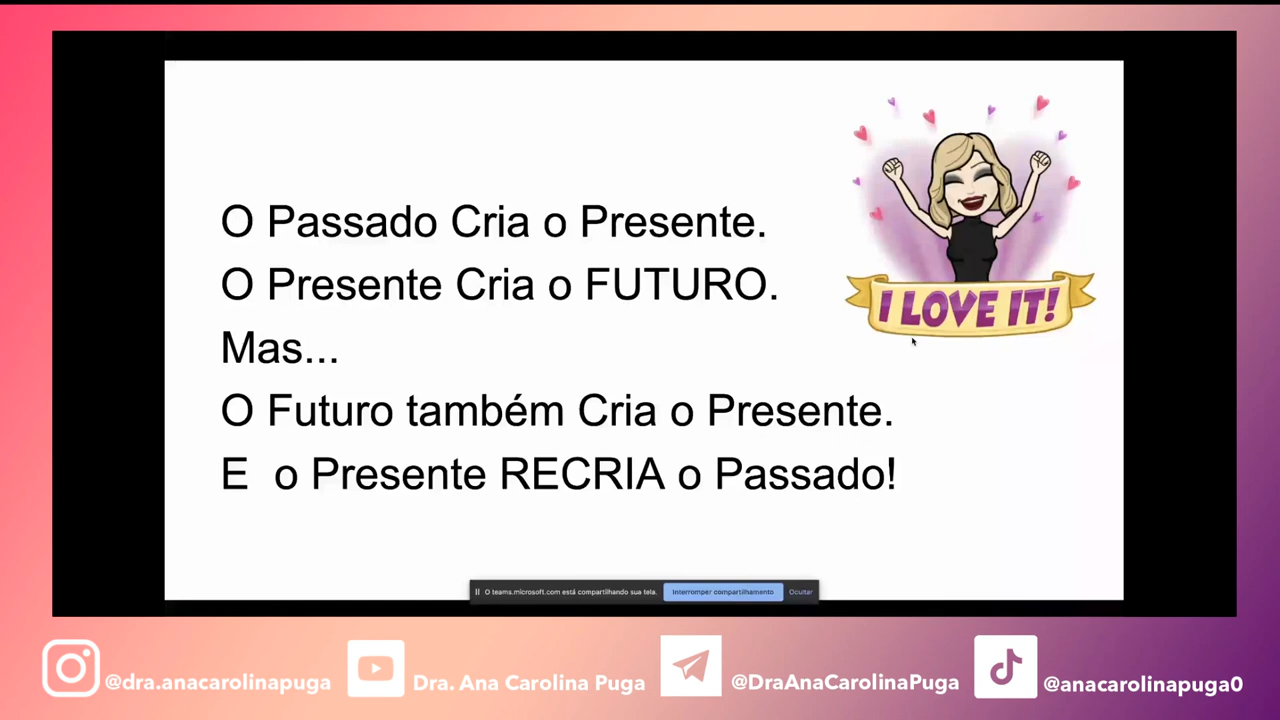 O Passado Cria o Presente.
O Presente Cria o FUTURO.
Mas...
O Futuro também Cria o Presente.
E o Presente RECRIA o Passado!
I LOVE IT!
O teams.microsoft.com está compartilhando sua tela. Interromper compartilhamento Ocultar
@dra.anacarolinapuga Dra. Ana Carolina Puga @DraAnaCarolinaPuga @anacarolinapuga0